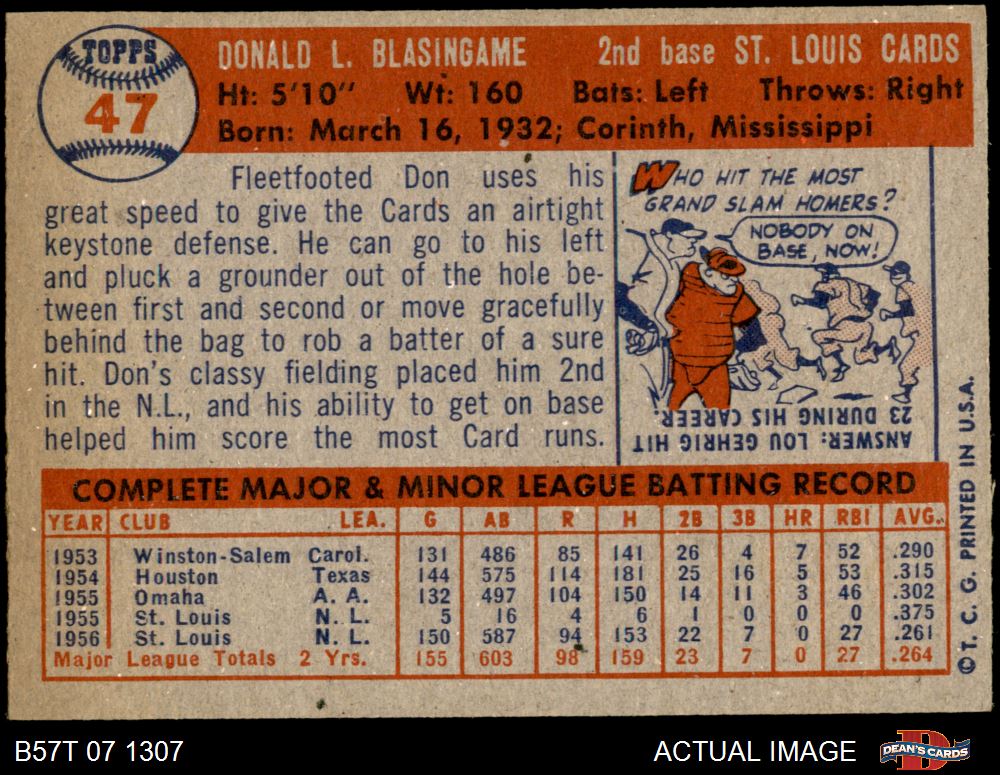 TOPPS
47
DONALD L. BLASINGAME 2nd base ST. LOUIS CARDS
Ht: 5'10" Wt: 160 Bats: Left Throws: Right
Born: March 16, 1932; Corinth, Mississippi
Fleetfooted Don uses his
great speed to give the Cards an airtight
keystone defense. He can go to his left
and pluck a grounder out of the hole be-
tween first and second or move gracefully
behind the bag to rob a batter of a sure
hit. Don's classy fielding placed him 2nd
in the N.L., and his ability to get on base
helped him score the most Card runs.
WHO HIT THE MOST
GRAND SLAM HOMERS?
NOBODY ON
BASE, NOW!
ANSWER: LOU GEHRIG HIT
23 DURING HIS CAREER.
COMPLETE MAJOR & MINOR LEAGUE BATTING RECORD
YEAR CLUB LEA. G AB R H 2B 3B HR RBI AVG.
1953 Winston-Salem Carol. 131 486 85 141 26 4 7 52 .290
1954 Houston Texas 144 575 114 181 25 16 5 53 .315
1955 Omaha A. A. 132 497 104 150 14 11 3 46 .302
1955 St. Louis N. L. 5 16 4 6 1 0 0 0 .375
1956 St. Louis N. L. 150 587 94 153 22 7 0 27 .261
Major League Totals 2 Yrs. 155 603 98 159 23 7 0 27 .264
© T. C. G. PRINTED IN U.S.A.
B57T 07 1307 ACTUAL IMAGE DEAN'S CARDS